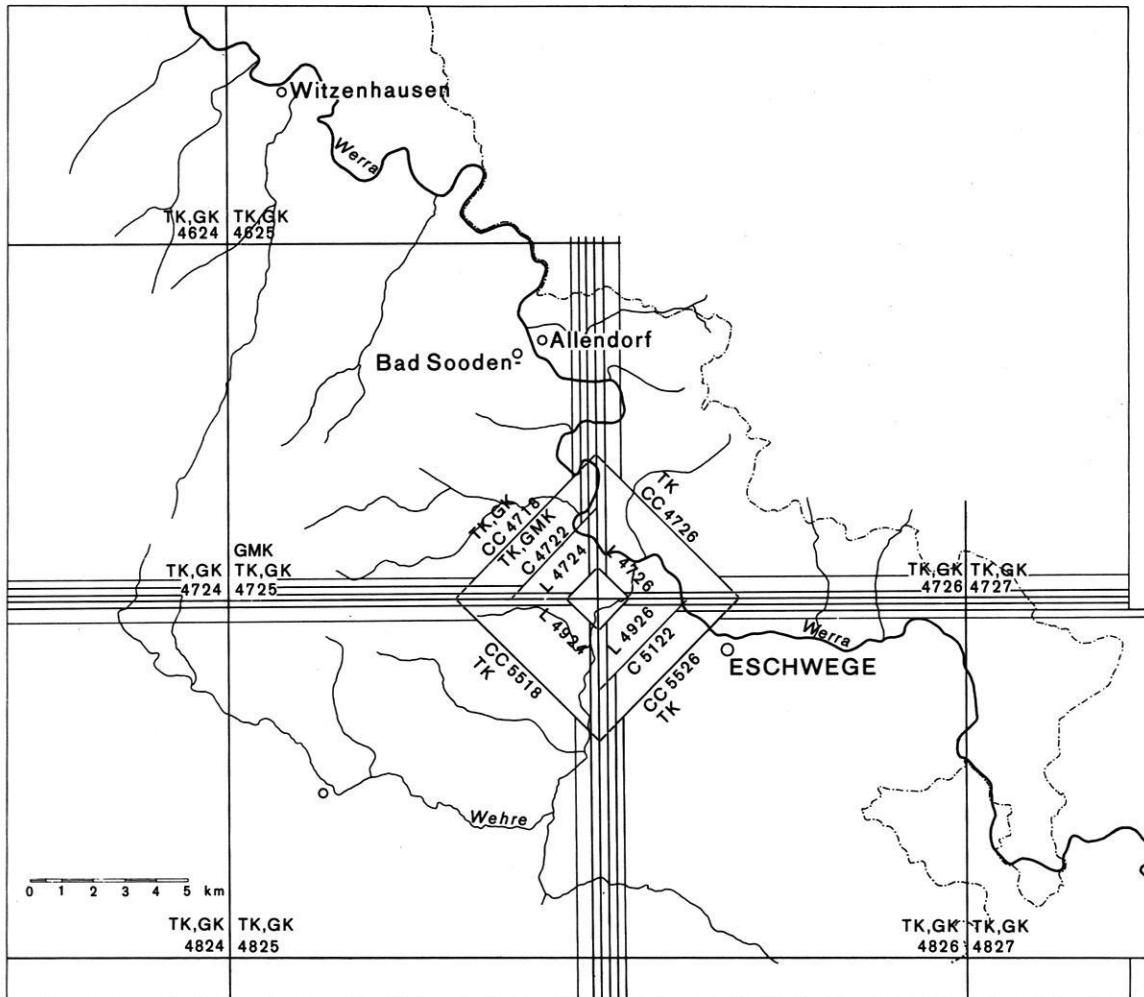 Witzenhausen
Werra
TK,GK TK,GK
4624 4625
Allendorf
Bad Sooden-
TK,GK
CC 4718
TK,GMK
C 4722
L 4724
TK
CC 4726
L 4726
GMK
TK,GK TK,GK
4724 4725
TK,GK TK,GK
4726 4727
L 4924
CC 5518
TK
L 4926
C 5122
CC 5526
TK
Werra
ESCHWEGE
Wehre
0 1 2 3 4 5 km
TK,GK TK,GK
4824 4825
TK,GK TK,GK
4826 4827